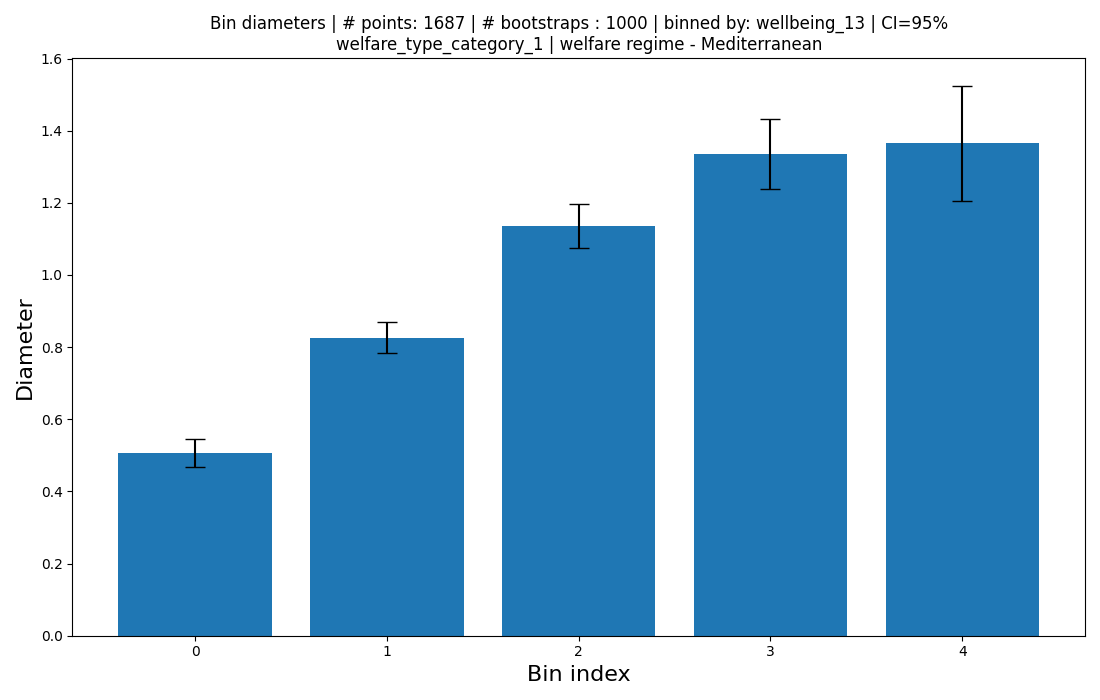 Bin diameters | # points: 1687 | # bootstraps : 1000 | binned by: wellbeing_13 | CI=95%
welfare_type_category_1 | welfare regime - Mediterranean
1.6
1.4
1.2
1.0
0.8
0.6
0.4
0.2
0.0
Diameter
0 1 2 3 4
Bin index